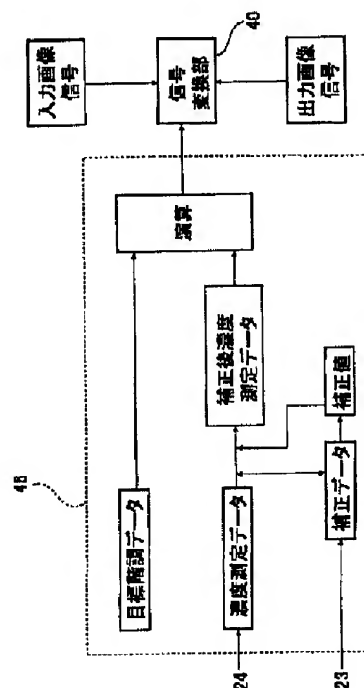 48
目標階調データ
濃度測定データ
24
補正データ
23
補正値
補正後濃度
測定データ
演算
入力画像
信号
信号
変換部
40
出力画像
信号